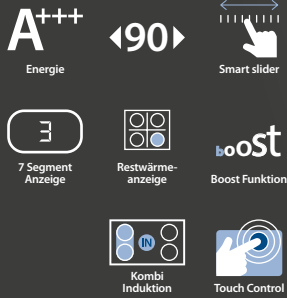 A+++
90
Energie
Smart slider
3
boost
7 Segment
Anzeige
Restwärme-
anzeige
Boost Funktion
IN
Kombi
Induktion
Touch Control